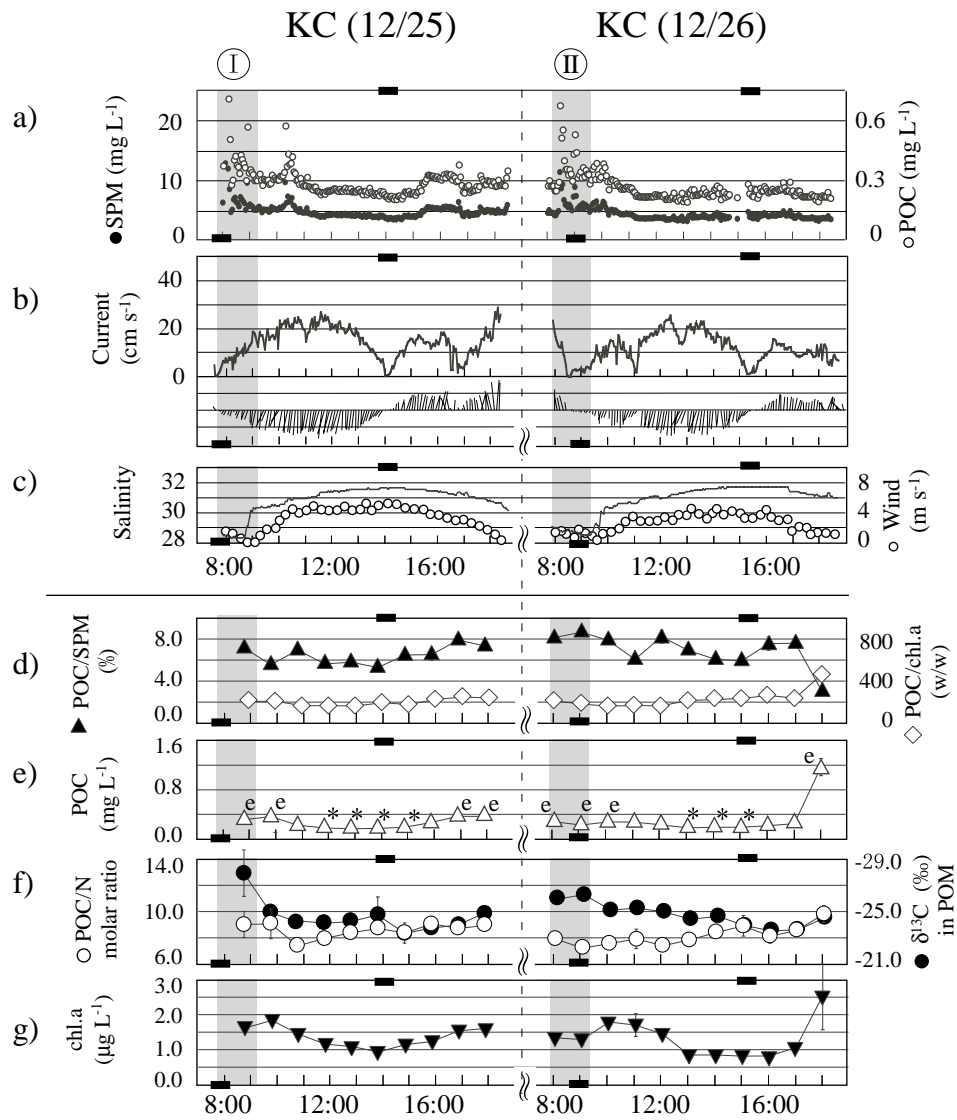 KC (12/25) KC (12/26)
Ⅰ Ⅱ
a)
●SPM (mg L⁻¹)
20
10
0
0.6
0.3
0
○POC (mg L⁻¹)
b)
Current
(cm s⁻¹)
40
20
0
c)
Salinity
32
30
28
8
4
0
○ Wind
(m s⁻¹)
8:00 12:00 16:00 8:00 12:00 16:00
d)
▲ POC/SPM
(%)
8.0
4.0
0.0
800
400
0
◇ POC/chl.a
(w/w)
e)
POC
(mg L⁻¹)
1.6
0.8
0.0
e e * * * * e e e e e * * * e
f)
○ POC/N
molar ratio
14.0
10.0
6.0
-29.0
-25.0
-21.0
● δ¹³C (‰)
in POM
g)
chl.a
(µg L⁻¹)
3.0
2.0
1.0
0.0
8:00 12:00 16:00 8:00 12:00 16:00